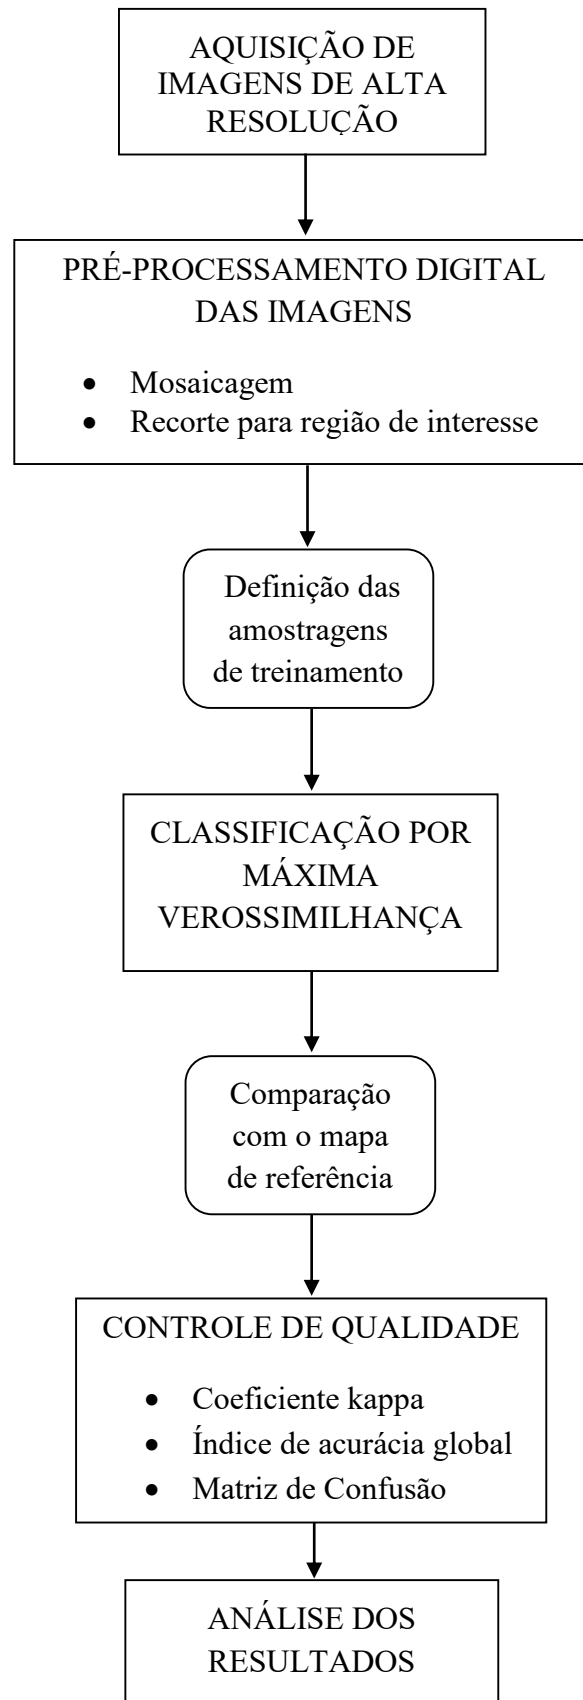 AQUISIÇÃO DE
IMAGENS DE ALTA
RESOLUÇÃO
PRÉ-PROCESSAMENTO DIGITAL
DAS IMAGENS
• Mosaicagem
• Recorte para região de interesse
Definição das
amostragens
de treinamento
CLASSIFICAÇÃO POR
MÁXIMA
VEROSSIMILHANÇA
Comparação
com o mapa
de referência
CONTROLE DE QUALIDADE
• Coeficiente kappa
• Índice de acurácia global
• Matriz de Confusão
ANÁLISE DOS
RESULTADOS